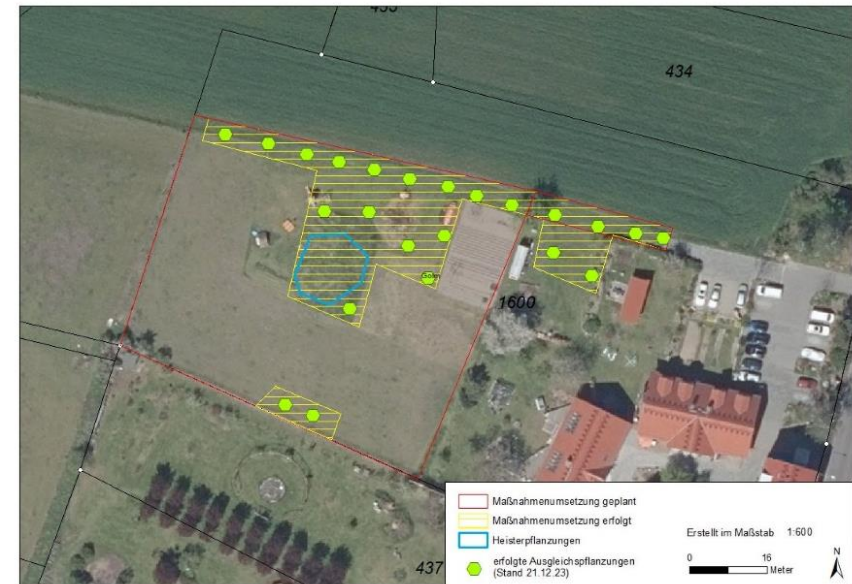 434
1600
437
Maßnahmenumsetzung geplant
Maßnahmenumsetzung erfolgt
Heisterpflanzungen
erfolgte Ausgleichspflanzungen
(Stand 21.12.23)
Erstellt im Maßstab 1:600
0 16
Meter
N